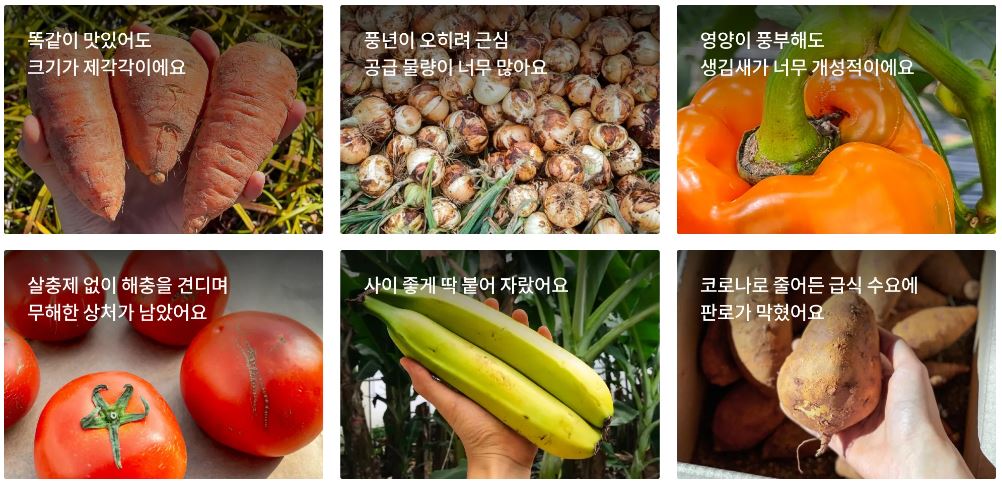 똑같이 맛있어도
크기가 제각각이에요
풍년이 오히려 근심
공급 물량이 너무 많아요
영양이 풍부해도
생김새가 너무 개성적이에요
살충제 없이 해충을 견디며
무해한 상처가 남았어요
사이 좋게 딱 붙어 자랐어요
코로나로 줄어든 급식 수요에
판로가 막혔어요